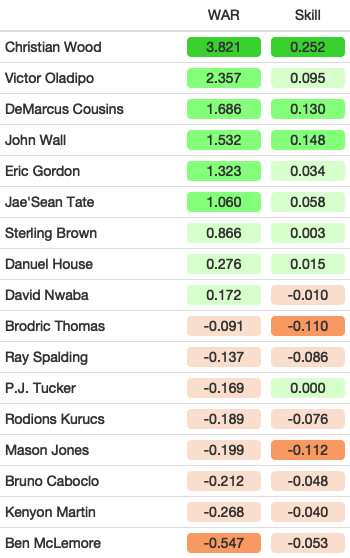 WAR Skill
Christian Wood 3.821 0.252
Victor Oladipo 2.357 0.095
DeMarcus Cousins 1.686 0.130
John Wall 1.532 0.148
Eric Gordon 1.323 0.034
Jae'Sean Tate 1.060 0.058
Sterling Brown 0.866 0.003
Danuel House 0.276 0.015
David Nwaba 0.172 -0.010
Brodric Thomas -0.091 -0.110
Ray Spalding -0.137 -0.086
P.J. Tucker -0.169 0.000
Rodions Kurucs -0.189 -0.076
Mason Jones -0.199 -0.112
Bruno Caboclo -0.212 -0.048
Kenyon Martin -0.268 -0.040
Ben McLemore -0.547 -0.053